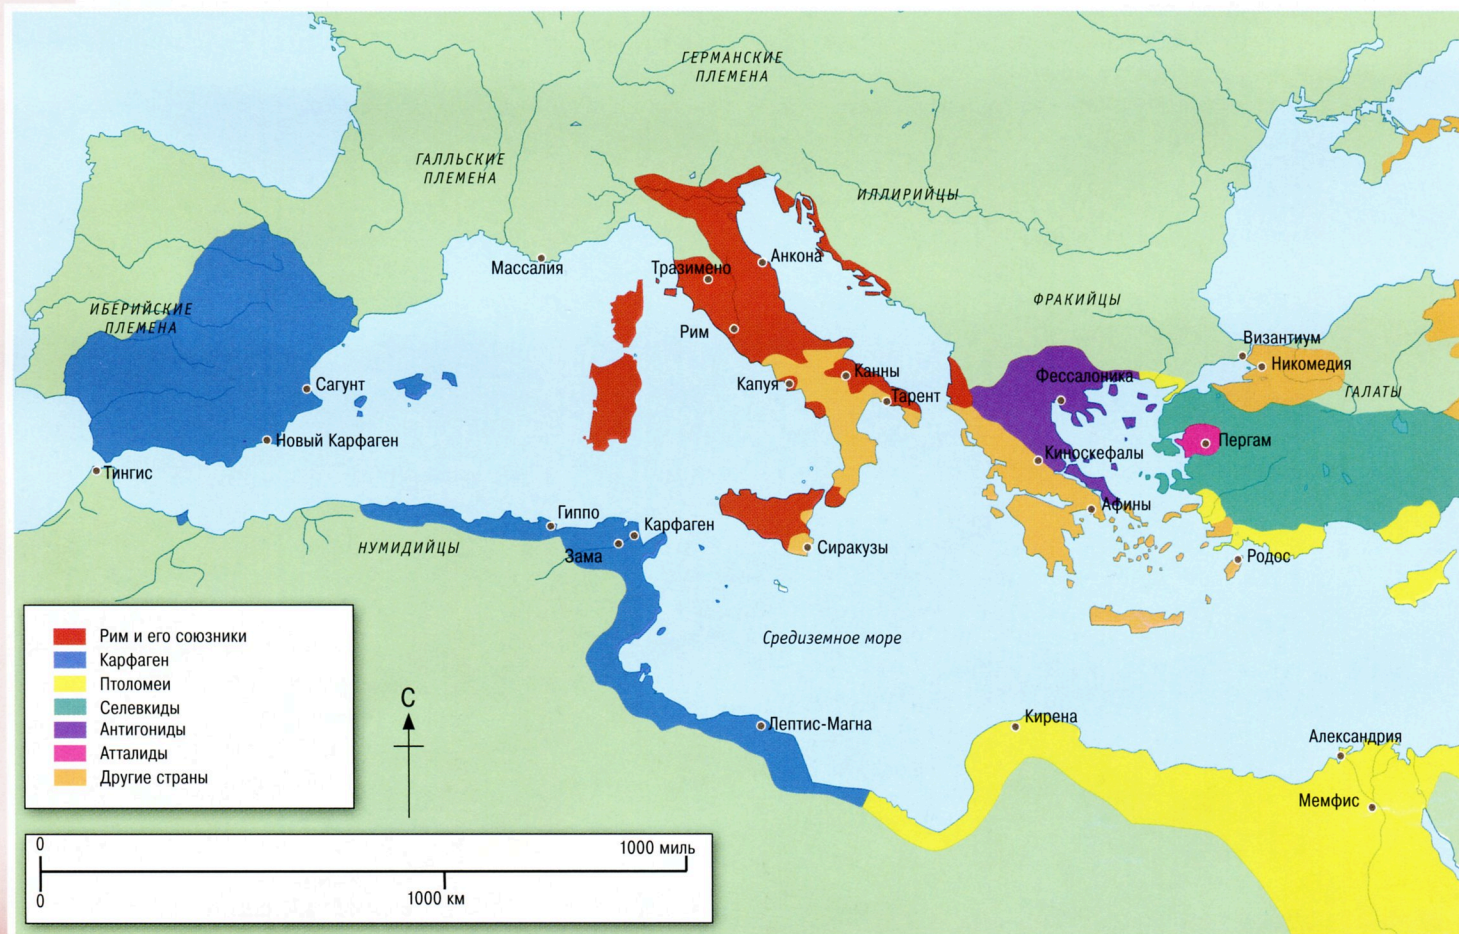 ГЕРМАНСКИЕ
ПЛЕМЕНА
ГАЛЛЬСКИЕ
ПЛЕМЕНА
ИЛЛИРИЙЦЫ
Массалия
Тразимено
Анкона
ИБЕРИЙСКИЕ
ПЛЕМЕНА
ФРАКИЙЦЫ
Рим
Византиум
Никомедия
Сагунт
Капуя
Канны
Тарент
Фессалоника
ГАЛАТЫ
Новый Карфаген
Киноскефалы
Пергам
Тингис
Гиппо
Карфаген
Афины
НУМИДИЙЦЫ
Зама
Сиракузы
Родос
Средиземное море
Рим и его союзники
Карфаген
Птоломеи
Селевкиды
Антигониды
Атталиды
Другие страны
С
Лептис-Магна
Кирена
Александрия
Мемфис
0
1000 миль
0
1000 км